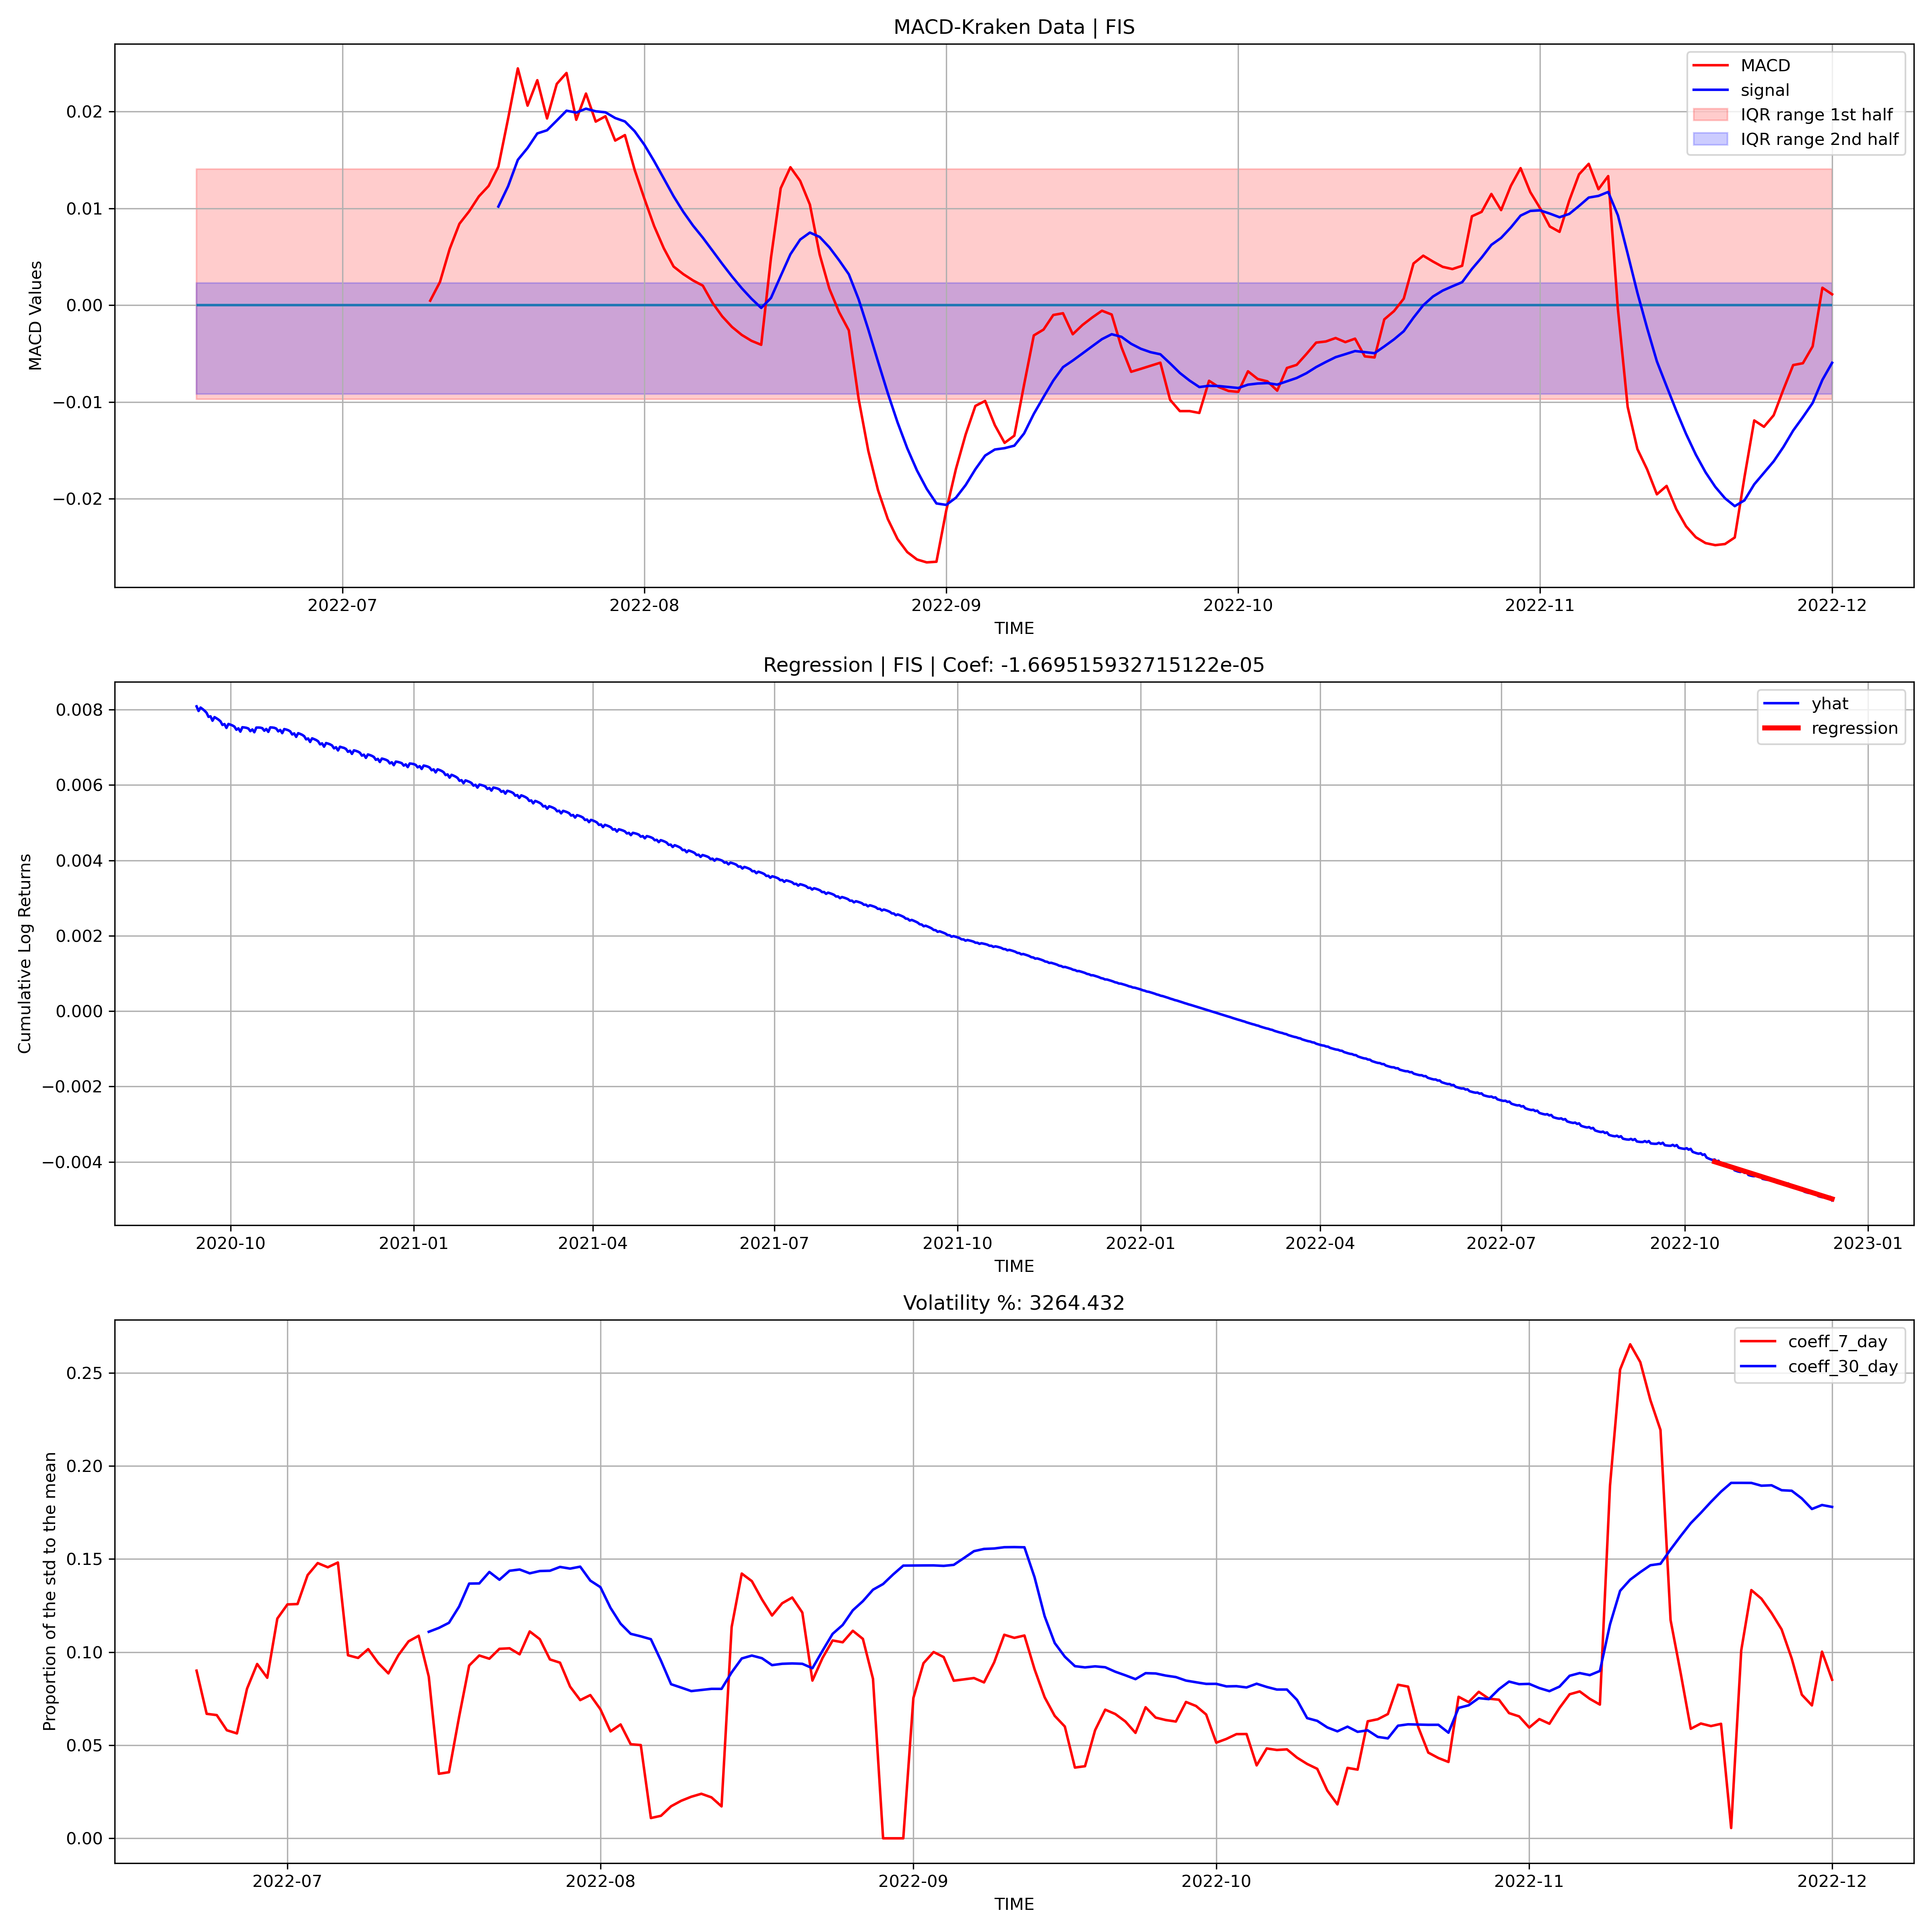 MACD-Kraken Data | FIS
MACD Values
0.02
0.01
0.00
−0.01
−0.02
MACD
signal
IQR range 1st half
IQR range 2nd half
2022-07
2022-08
2022-09
2022-10
2022-11
2022-12
TIME
Regression | FIS | Coef: -1.669515932715122e-05
Cumulative Log Returns
0.008
0.006
0.004
0.002
0.000
−0.002
−0.004
yhat
regression
2020-10
2021-01
2021-04
2021-07
2021-10
2022-01
2022-04
2022-07
2022-10
2023-01
TIME
Volatility %: 3264.432
Proportion of the std to the mean
0.25
0.20
0.15
0.10
0.05
0.00
coeff_7_day
coeff_30_day
2022-07
2022-08
2022-09
2022-10
2022-11
2022-12
TIME